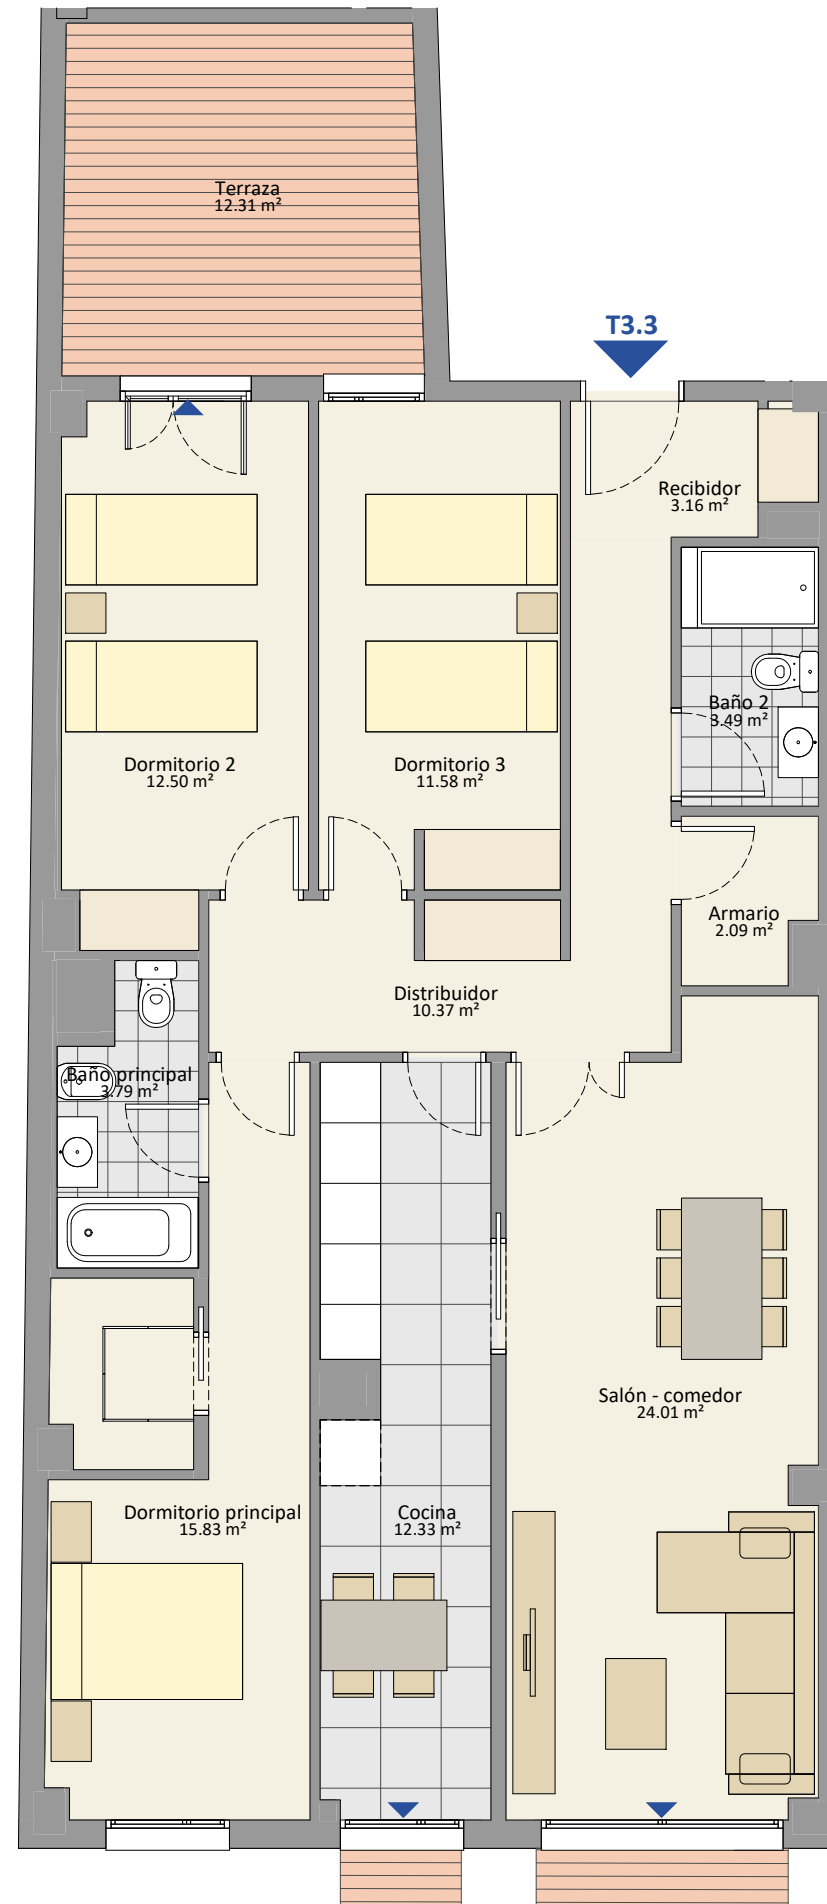 Terraza
12.31 m²
T3.3
Recibidor
3.16 m²
Baño 2
3.49 m²
Dormitorio 2
12.50 m²
Dormitorio 3
11.58 m²
Armario
2.09 m²
Distribuidor
10.37 m²
Baño principal
3.79 m²
Salón - comedor
24.01 m²
Dormitorio principal
15.83 m²
Cocina
12.33 m²